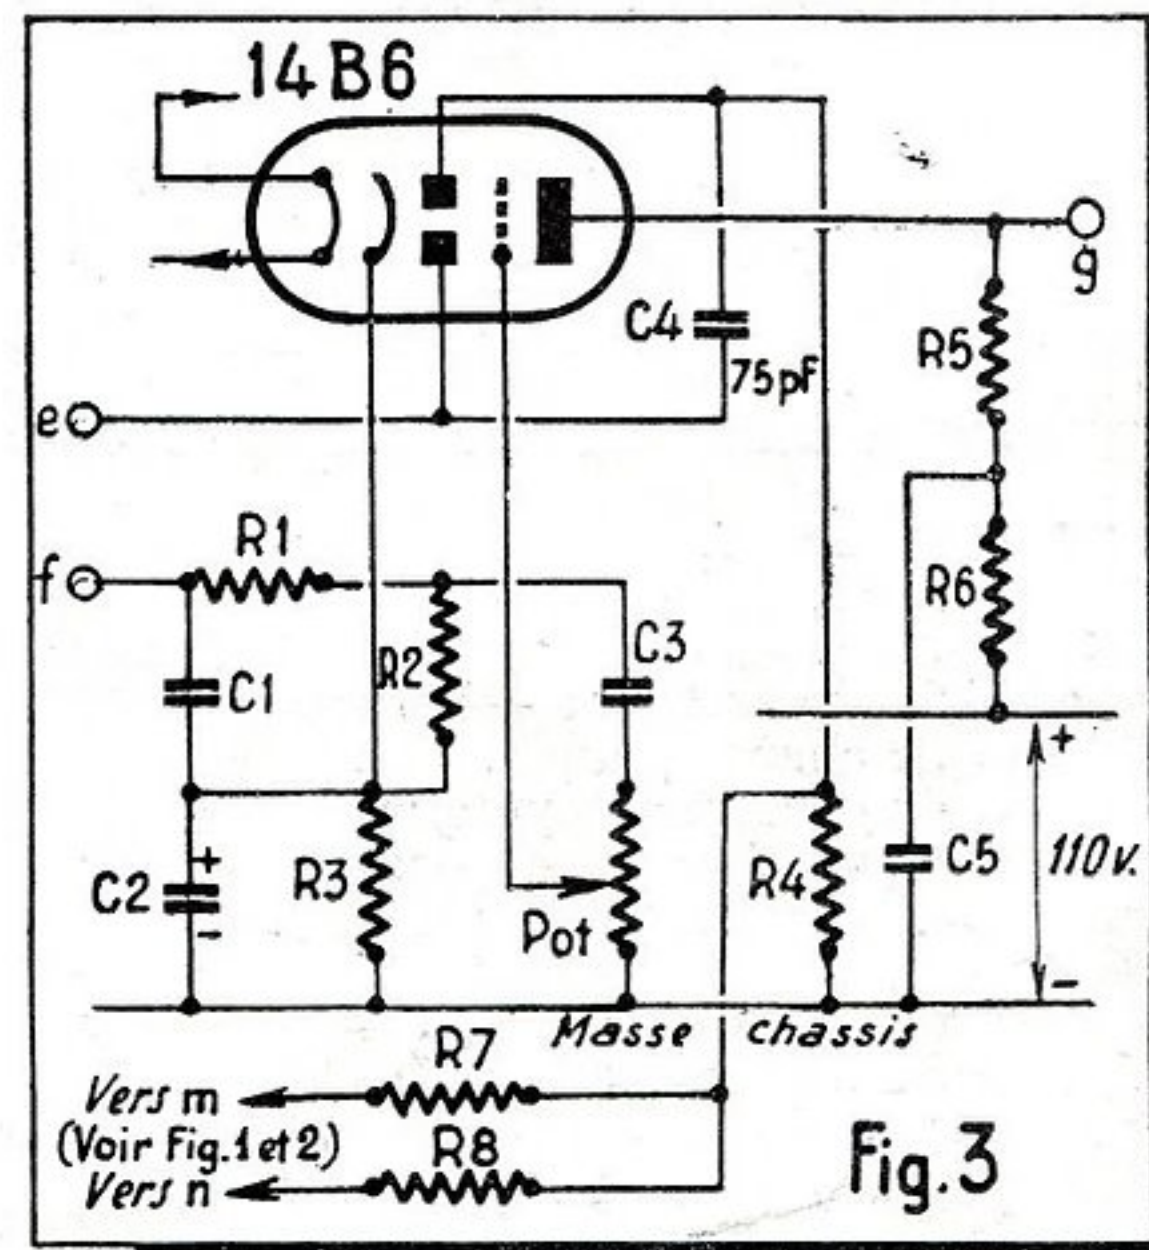 14B6
C4
75pf
g
R5
e
R1
f
R6
C3
R2
C1
+
110v.
C5
+
C2
-
R3
R4
Pot
-
Masse chassis
R7
Vers m
(Voir Fig.1 et 2)
R8
Vers n
Fig.3